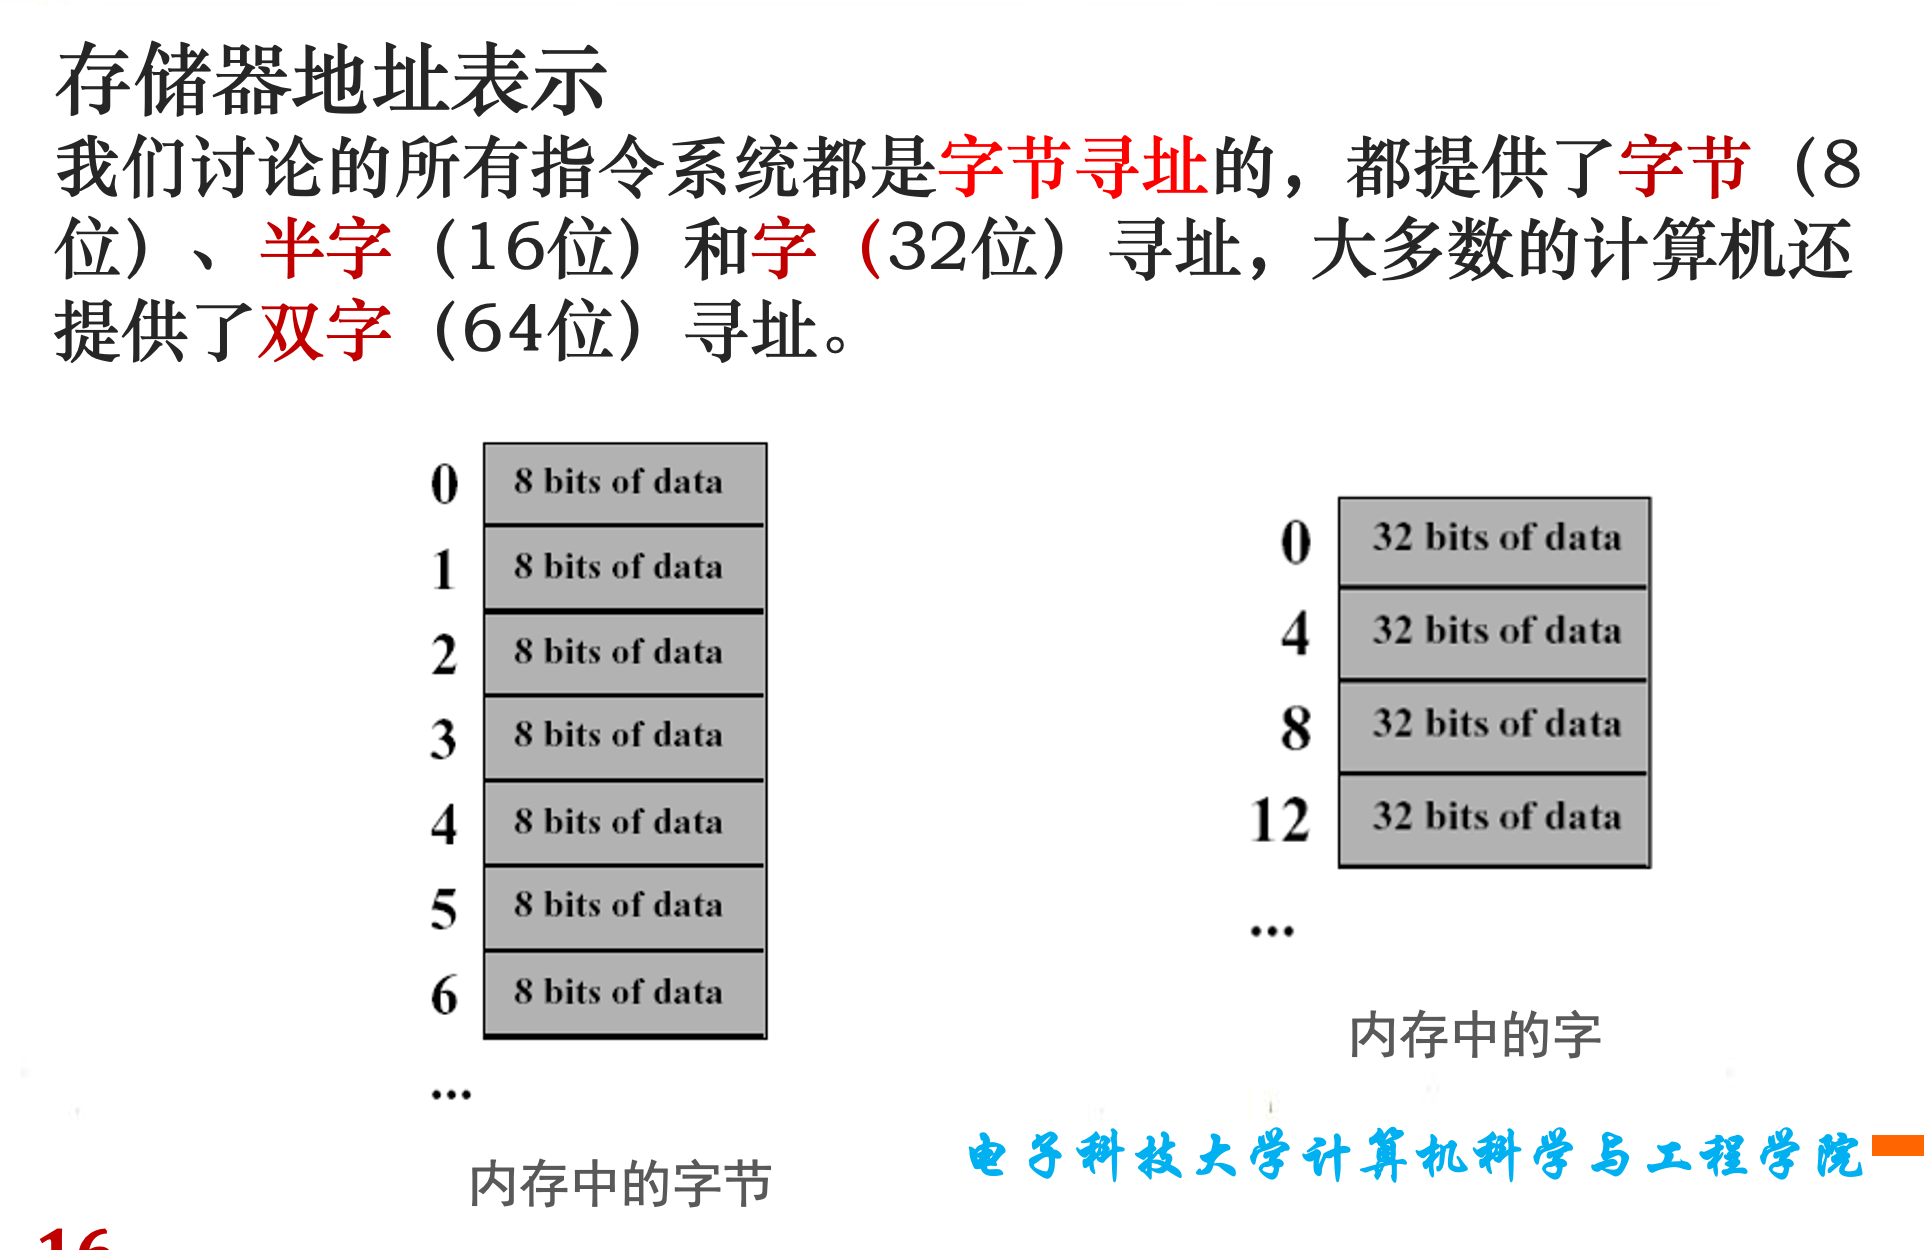 存储器地址表示
我们讨论的所有指令系统都是字节寻址的，都提供了字节（8
位）、半字（16位）和字（32位）寻址，大多数的计算机还
提供了双字（64位）寻址。
0 8 bits of data
1 8 bits of data
2 8 bits of data
3 8 bits of data
4 8 bits of data
5 8 bits of data
6 8 bits of data
...
内存中的字节
0 32 bits of data
4 32 bits of data
8 32 bits of data
12 32 bits of data
...
内存中的字
电子科技大学计算机科学与工程学院
16